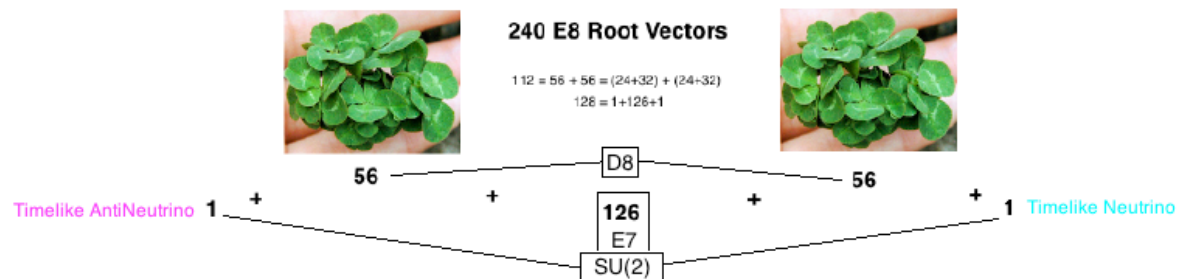 240 E8 Root Vectors
112 = 56 + 56 = (24+32) + (24+32)
128 = 1+126+1
D8
56 56
+ + + +
Timelike AntiNeutrino 1 126 1 Timelike Neutrino
E7
SU(2)